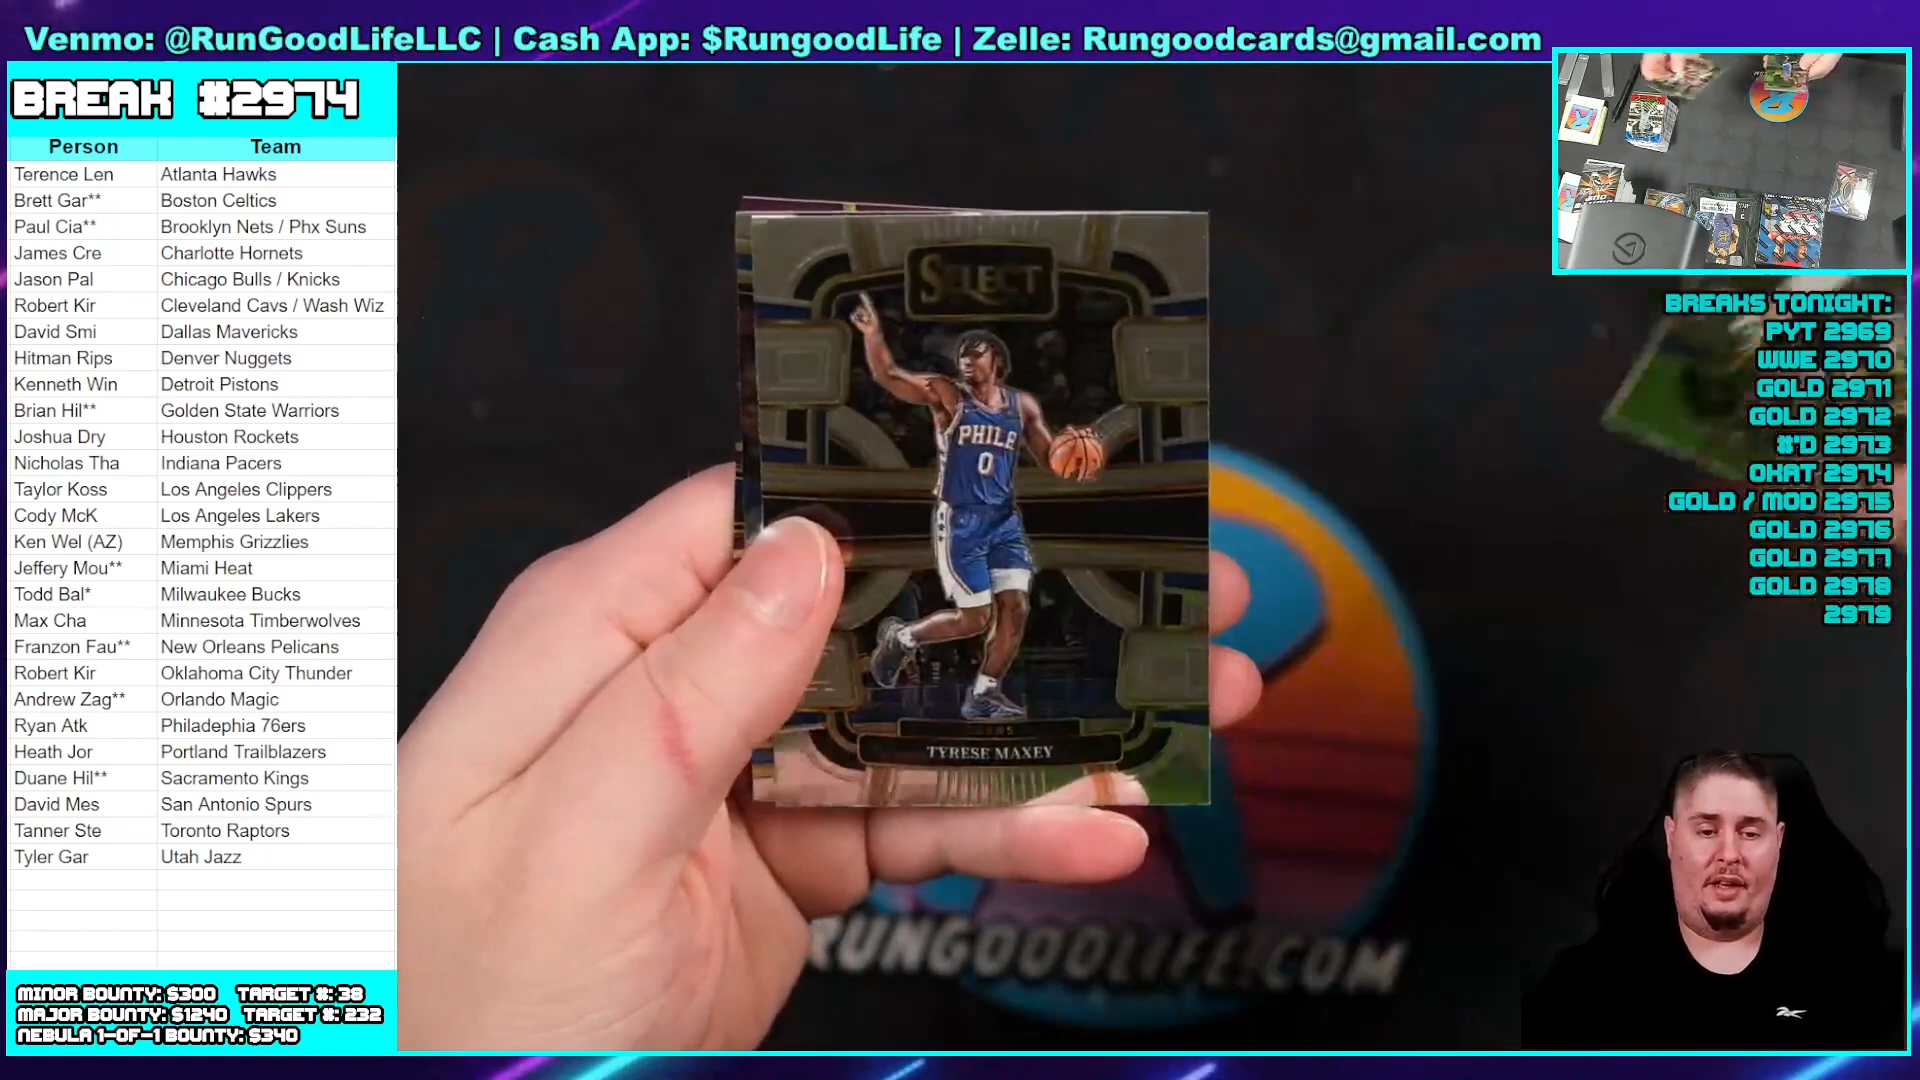 Venmo: @RunGoodLifeLLC | Cash App: $RungoodLife | Zelle: Rungoodcards@gmail.com
BREAK #2974
Person Team
Terence Len Atlanta Hawks
Brett Gar** Boston Celtics
Paul Cia** Brooklyn Nets / Phx Suns
James Cre Charlotte Hornets
Jason Pal Chicago Bulls / Knicks
Robert Kir Cleveland Cavs / Wash Wiz
David Smi Dallas Mavericks
Hitman Rips Denver Nuggets
Kenneth Win Detroit Pistons
Brian Hil** Golden State Warriors
Joshua Dry Houston Rockets
Nicholas Tha Indiana Pacers
Taylor Koss Los Angeles Clippers
Cody McK Los Angeles Lakers
Ken Wel (AZ) Memphis Grizzlies
Jeffery Mou** Miami Heat
Todd Bal* Milwaukee Bucks
Max Cha Minnesota Timberwolves
Franzon Fau** New Orleans Pelicans
Robert Kir Oklahoma City Thunder
Andrew Zag** Orlando Magic
Ryan Atk Philadephia 76ers
Heath Jor Portland Trailblazers
Duane Hil** Sacramento Kings
David Mes San Antonio Spurs
Tanner Ste Toronto Raptors
Tyler Gar Utah Jazz
MINOR BOUNTY: $300 TARGET #: 38
MAJOR BOUNTY: $1240 TARGET #: 232
NEBULA 1-OF-1 BOUNTY: $340
SELECT
PHILA
0
TYRESE MAXEY
RUNGOODLIFE.COM
BREAKS TONIGHT:
PYT 2969
WWE 2970
GOLD 2971
GOLD 2972
#'D 2973
OKAT 2974
GOLD / MOD 2975
GOLD 2976
GOLD 2977
GOLD 2978
2979